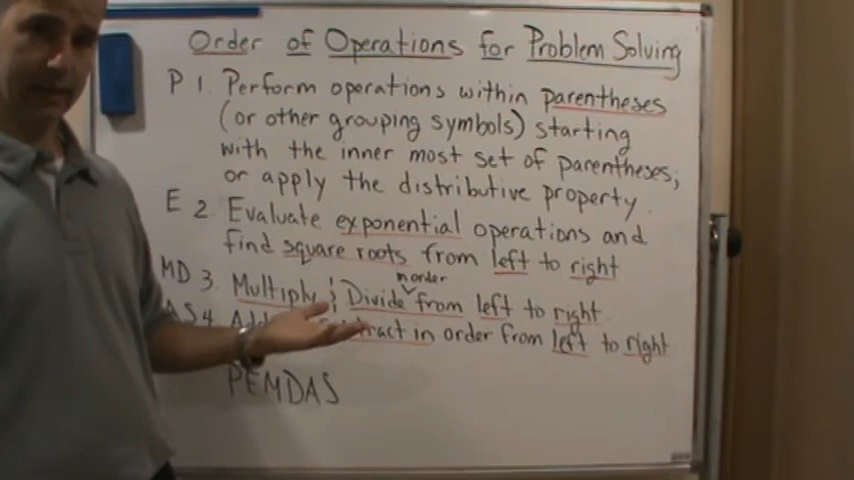 Order of Operations for Problem Solving
P 1. Perform operations within parentheses
(or other grouping symbols) starting
with the inner most set of parentheses;
or apply the distributive property.
E 2. Evaluate exponential operations and
find square roots from left to right
in order
MD 3. Multiply & Divide from left to right.
AS 4. Add tract in order from left to right
PEMDAS